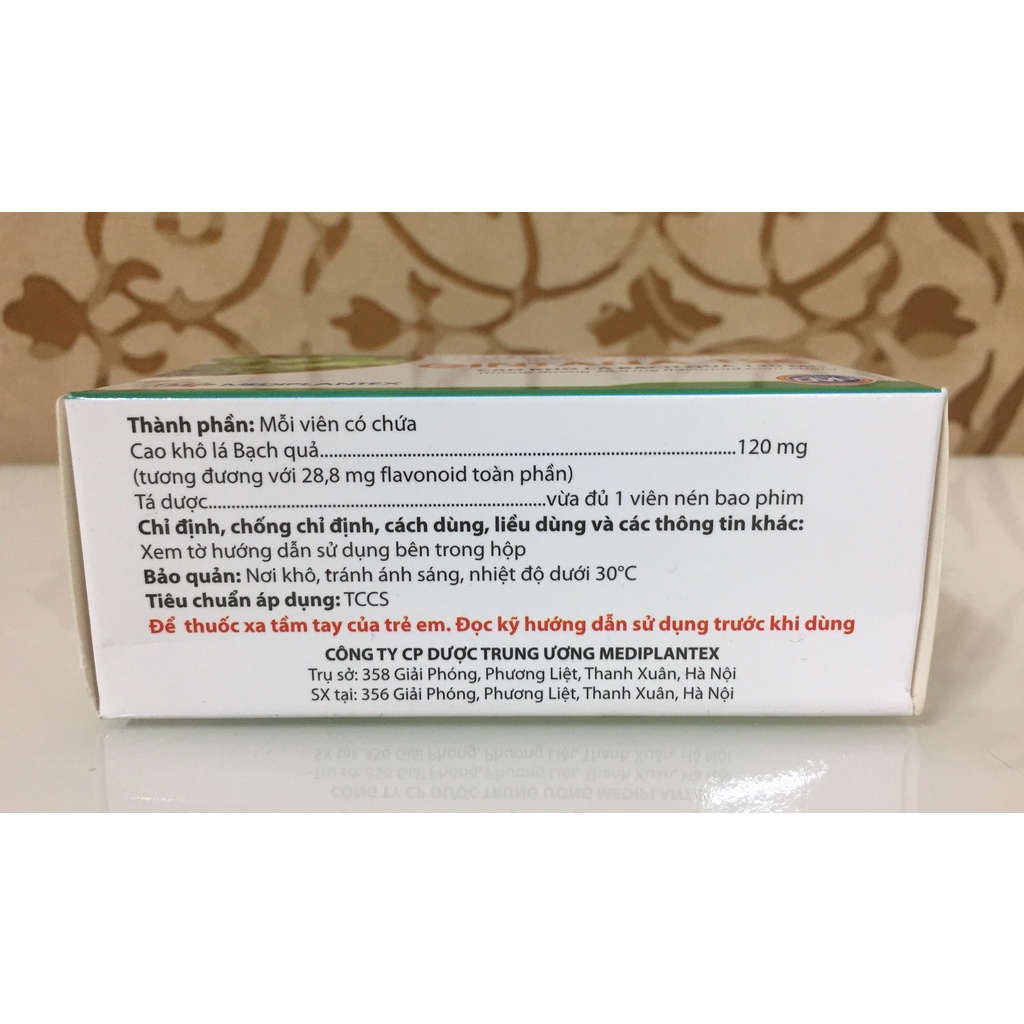 MEDIPLANTEX
Thành phần: Mỗi viên có chứa
Cao khô lá Bạch quả..........................................................................120 mg
(tương đương với 28,8 mg flavonoid toàn phần)
Tá dược............................................................vừa đủ 1 viên nén bao phim
Chỉ định, chống chỉ định, cách dùng, liều dùng và các thông tin khác:
Xem tờ hướng dẫn sử dụng bên trong hộp
Bảo quản: Nơi khô, tránh ánh sáng, nhiệt độ dưới 30°C
Tiêu chuẩn áp dụng: TCCS
Để thuốc xa tầm tay của trẻ em. Đọc kỹ hướng dẫn sử dụng trước khi dùng
CÔNG TY CP DƯỢC TRUNG ƯƠNG MEDIPLANTEX
Trụ sở: 358 Giải Phóng, Phương Liệt, Thanh Xuân, Hà Nội
SX tại: 356 Giải Phóng, Phương Liệt, Thanh Xuân, Hà Nội